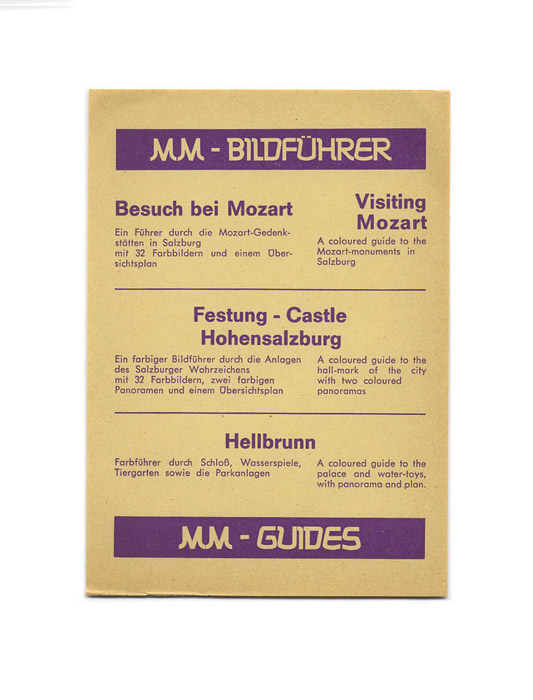 MM - BILDFÜHRER
Besuch bei Mozart
Ein Führer durch die Mozart-Gedenk-
stätten in Salzburg
mit 32 Farbbildern und einem Über-
sichtsplan
Visiting
Mozart
A coloured guide to the
Mozart-monuments in
Salzburg
Festung - Castle
Hohensalzburg
Ein farbiger Bildführer durch die Anlagen
des Salzburger Wahrzeichens
mit 32 Farbbildern, zwei farbigen
Panoramen und einem Übersichtsplan
A coloured guide to the
hall-mark of the city
with two coloured
panoramas
Hellbrunn
Farbführer durch Schloß, Wasserspiele,
Tiergarten sowie die Parkanlagen
A coloured guide to the
palace and water-toys,
with panorama and plan.
MM - GUIDES